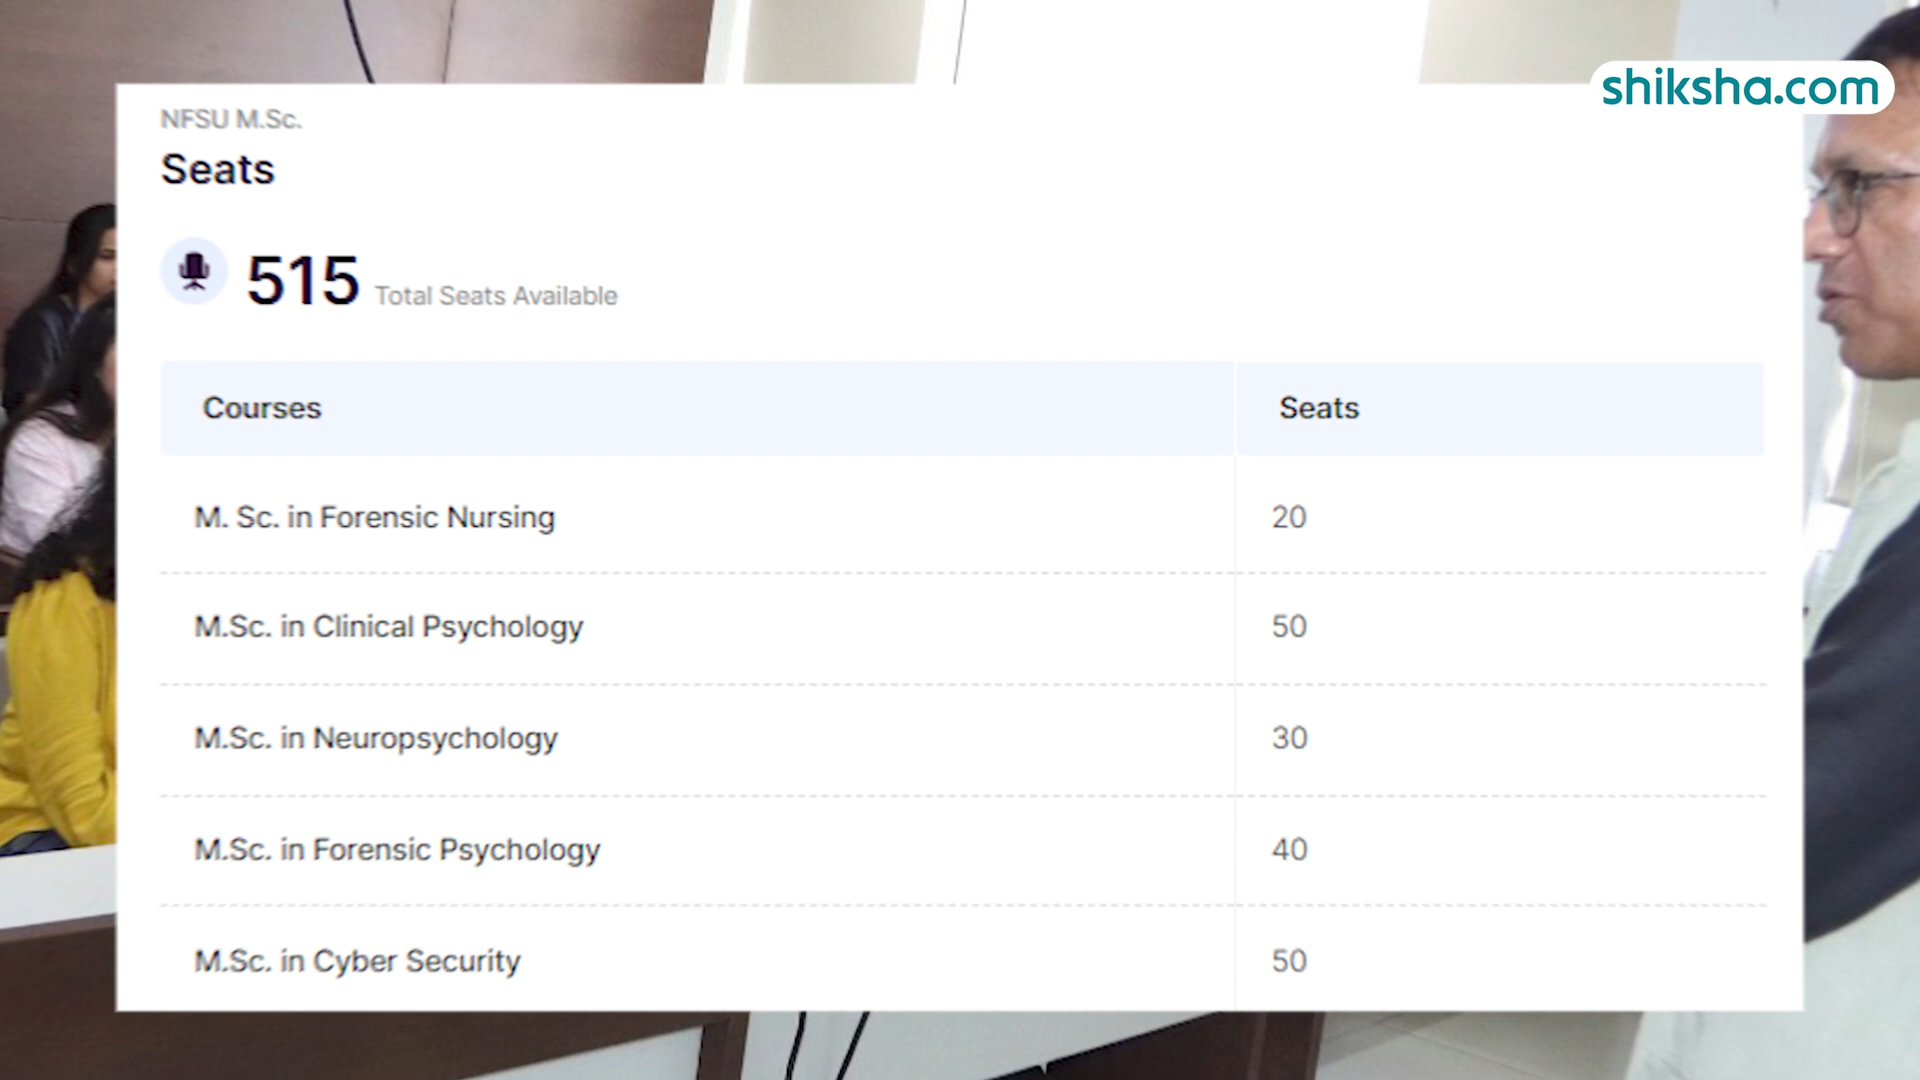 shiksha.com
NFSU M.Sc.
Seats
515 Total Seats Available
Courses Seats
M. Sc. in Forensic Nursing 20
M.Sc. in Clinical Psychology 50
M.Sc. in Neuropsychology 30
M.Sc. in Forensic Psychology 40
M.Sc. in Cyber Security 50